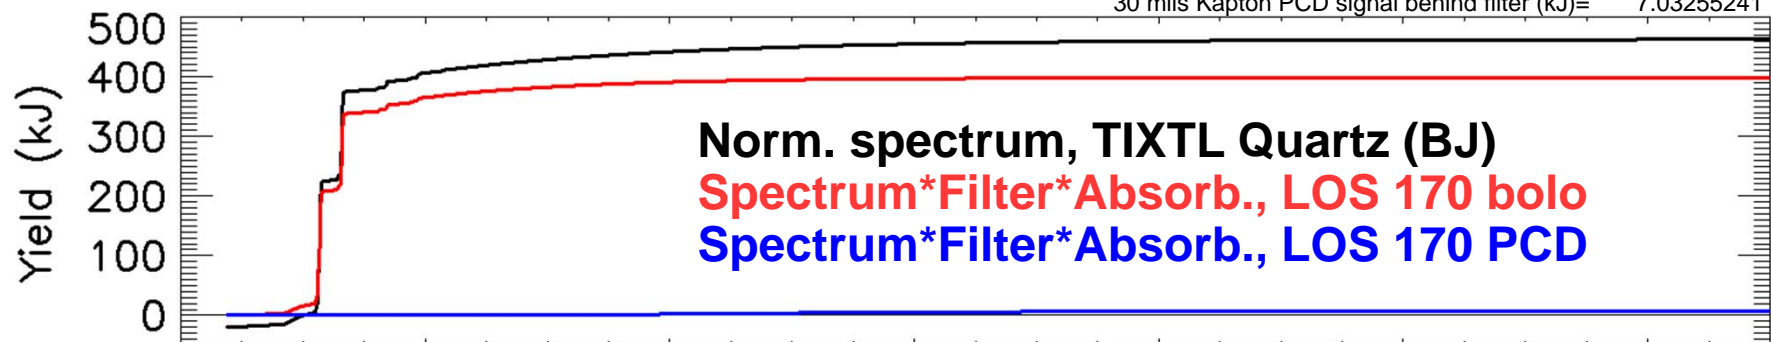 30 mils Kapton PCD signal behind filter (kJ)= 7.03255241
500
400
300
200
100
0
Yield (kJ)
Norm. spectrum, TIXTL Quartz (BJ)
Spectrum*Filter*Absorb., LOS 170 bolo
Spectrum*Filter*Absorb., LOS 170 PCD